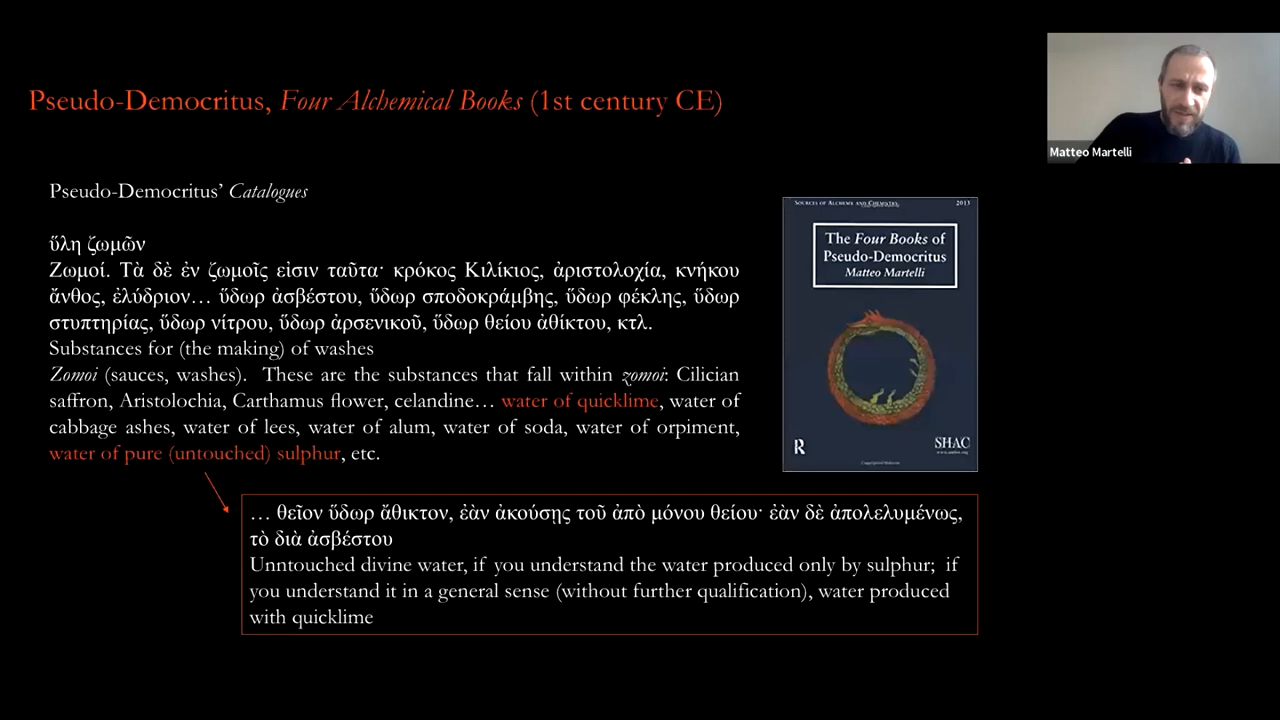 Pseudo-Democritus, Four Alchemical Books (1st century CE)
Matteo Martelli
Pseudo-Democritus' Catalogues
ὕλη ζωμῶν
Ζωμοί. Τὰ δὲ ἐν ζωμοῖς εἰσιν ταῦτα· κρόκος Κιλίκιος, ἀριστολοχία, κνήκου
ἄνθος, ἐλύδριον… ὕδωρ ἀσβέστου, ὕδωρ σποδοκράμβης, ὕδωρ φέκλης, ὕδωρ
στυπτηρίας, ὕδωρ νίτρου, ὕδωρ ἀρσενικοῦ, ὕδωρ θείου ἀθίκτου, κτλ.
Substances for (the making) of washes
Zomoi (sauces, washes). These are the substances that fall within zomoi: Cilician
saffron, Aristolochia, Carthamus flower, celandine… water of quicklime, water of
cabbage ashes, water of lees, water of alum, water of soda, water of orpiment,
water of pure (untouched) sulphur, etc.
SOURCES OF ALCHEMY AND CHEMISTRY 2013
The Four Books of
Pseudo-Democritus
Matteo Martelli
R
SHAC
… θεῖον ὕδωρ ἄθικτον, ἐὰν ἀκούσῃς τοῦ ἀπὸ μόνου θείου· ἐὰν δὲ ἀπολελυμένως,
τὸ διὰ ἀσβέστου
Unntouched divine water, if you understand the water produced only by sulphur; if
you understand it in a general sense (without further qualification), water produced
with quicklime